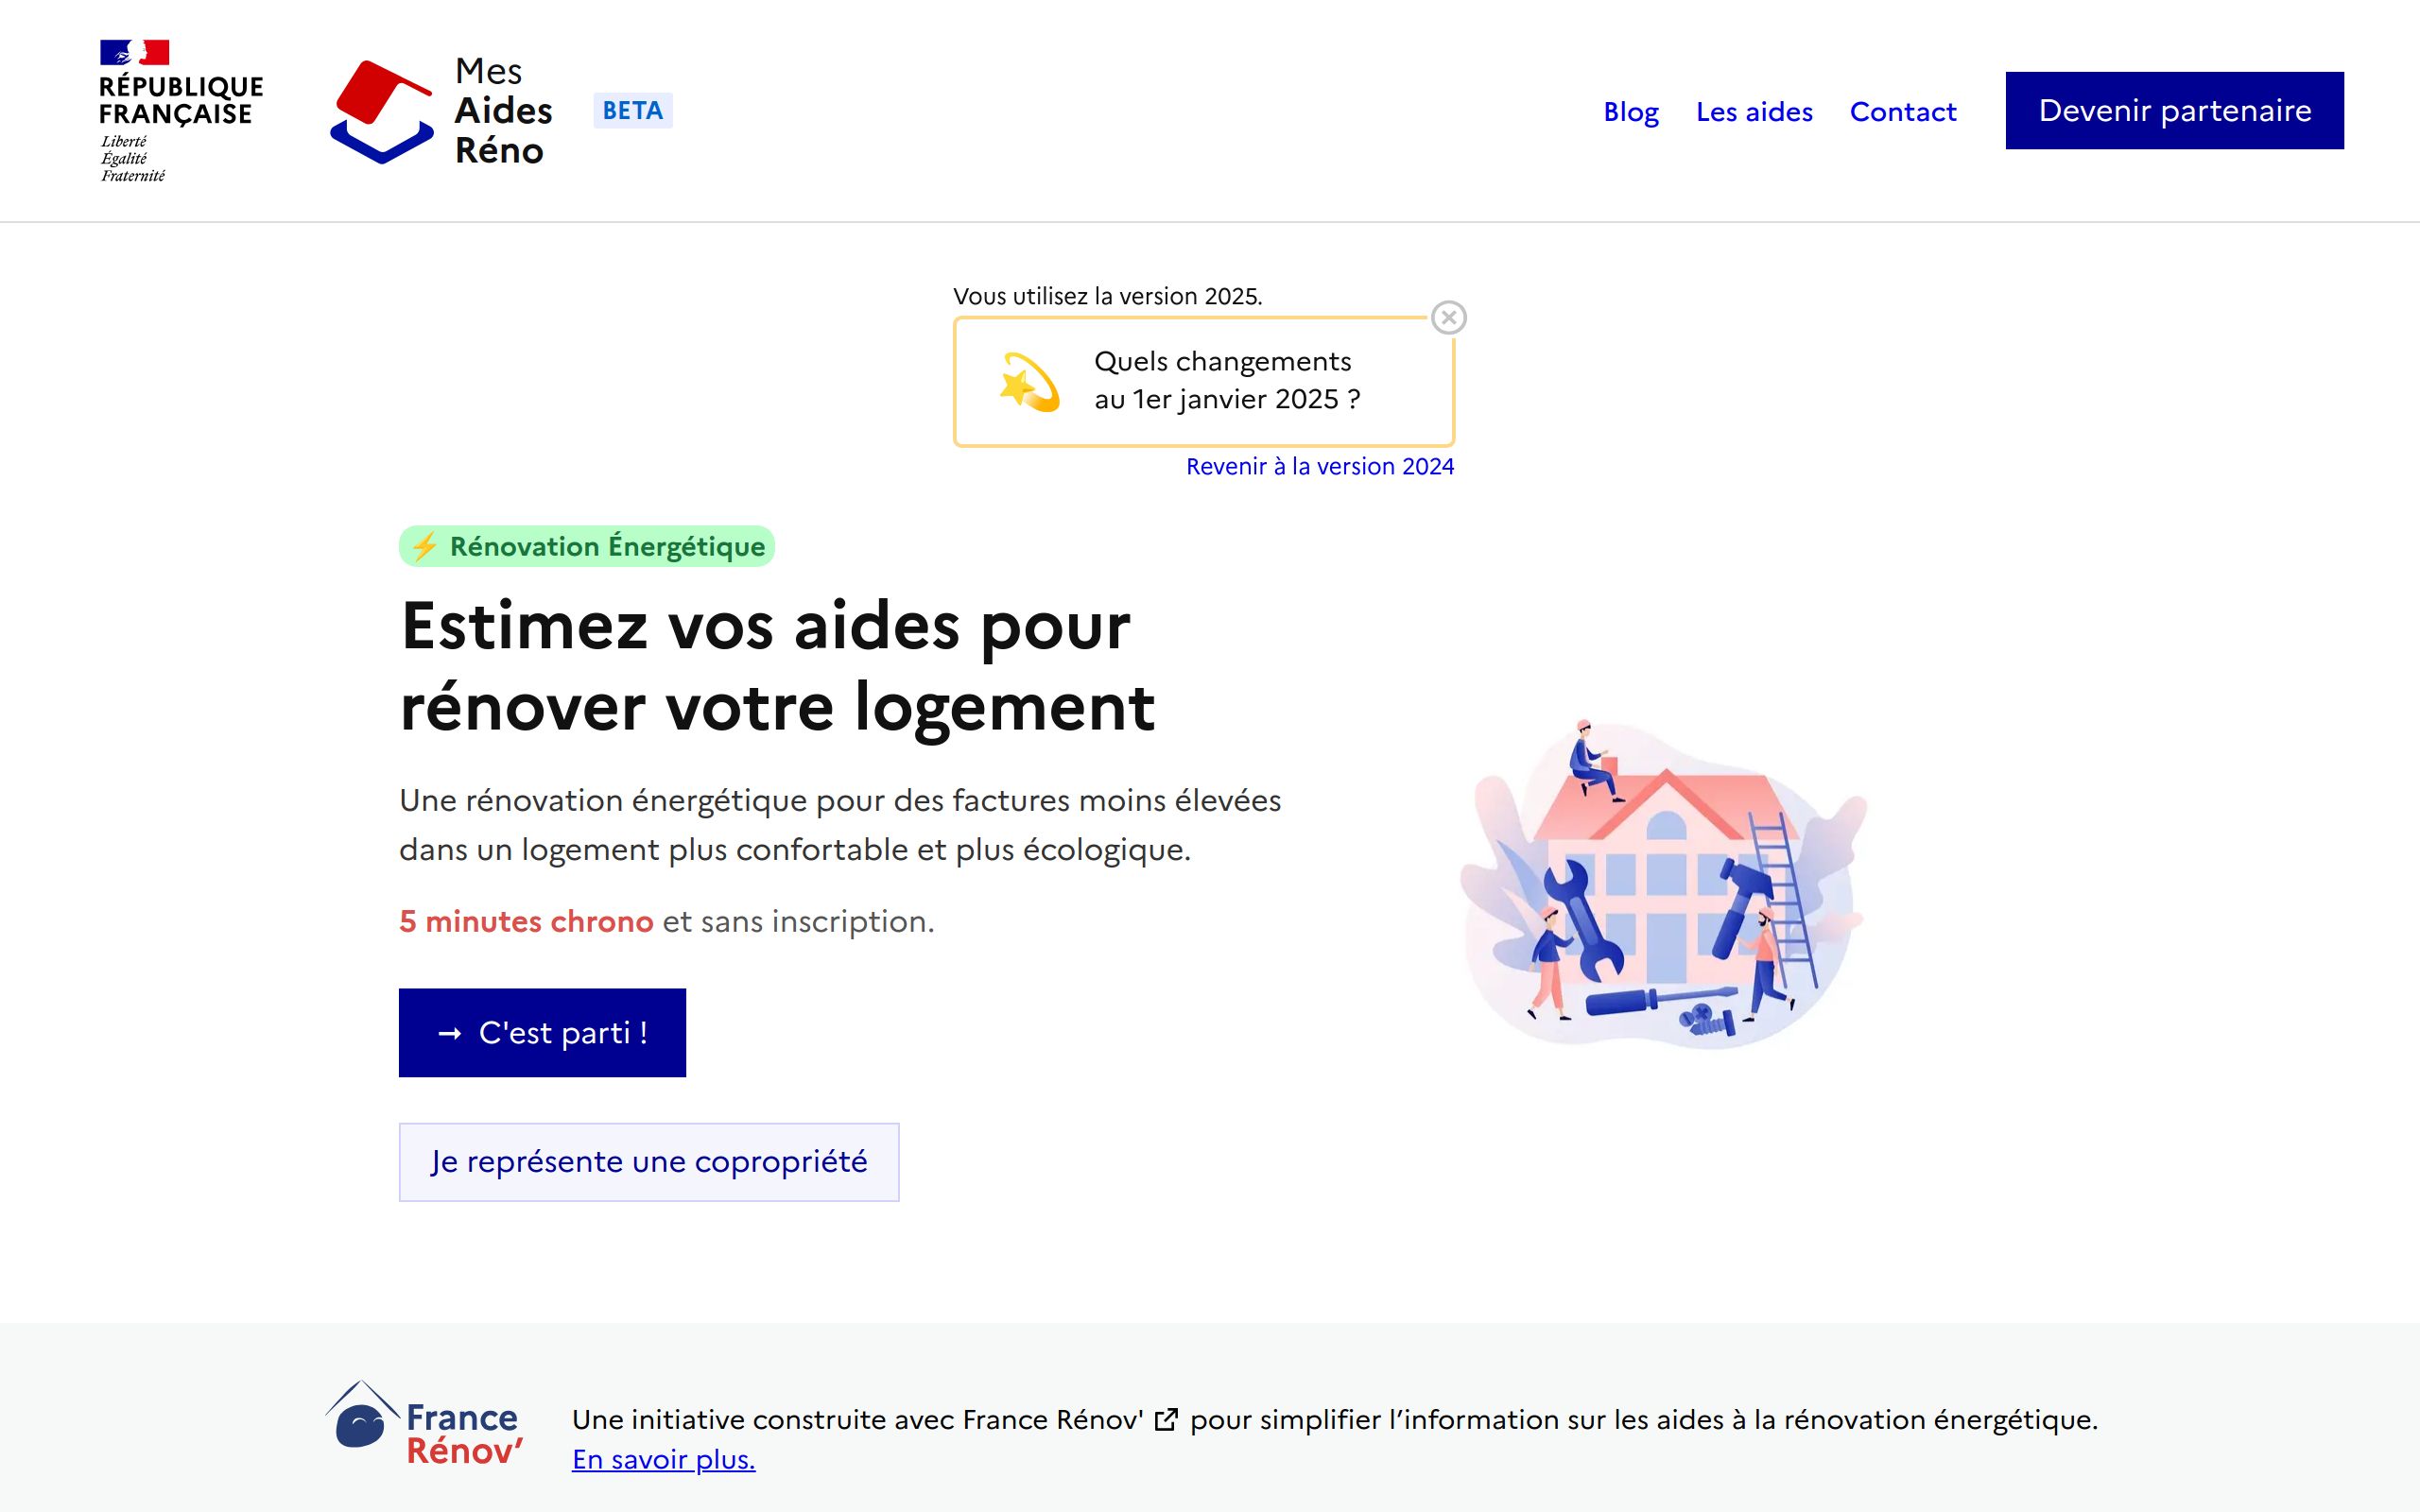 RÉPUBLIQUE
FRANÇAISE
Liberté
Égalité
Fraternité
Mes
Aides
Réno
BETA
Blog
Les aides
Contact
Devenir partenaire
Vous utilisez la version 2025.
Quels changements
au 1er janvier 2025 ?
Revenir à la version 2024
⚡ Rénovation Énergétique
Estimez vos aides pour
rénover votre logement
Une rénovation énergétique pour des factures moins élevées
dans un logement plus confortable et plus écologique.
5 minutes chrono et sans inscription.
→ C'est parti !
Je représente une copropriété
France
Rénov’
Une initiative construite avec France Rénov' pour simplifier l’information sur les aides à la rénovation énergétique.
En savoir plus.